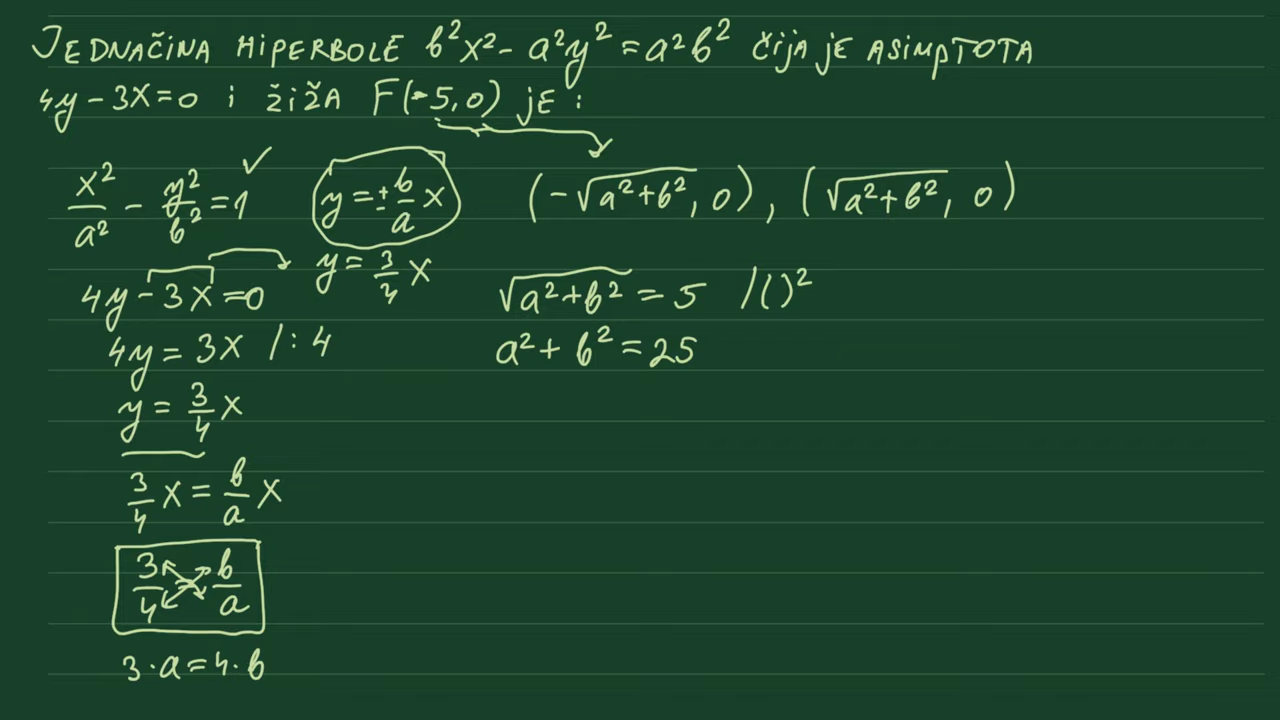 JEDNAČINA HIPERBOLE b²x² - a²y² = a²b² ČIJA JE ASIMPTOTA
4y - 3x = 0 i ŽIŽA F(-5,0) JE :
x²/a² - y²/b² = 1 ✓
y = ± b/a x
(-√(a²+b²), 0), (√(a²+b²), 0)
y = 3/4 x
4y - 3x = 0
√(a²+b²) = 5 /( )²
4y = 3x / : 4
a² + b² = 25
y = 3/4 x
3/4 x = b/a x
3/4 = b/a
3·a = 4·b